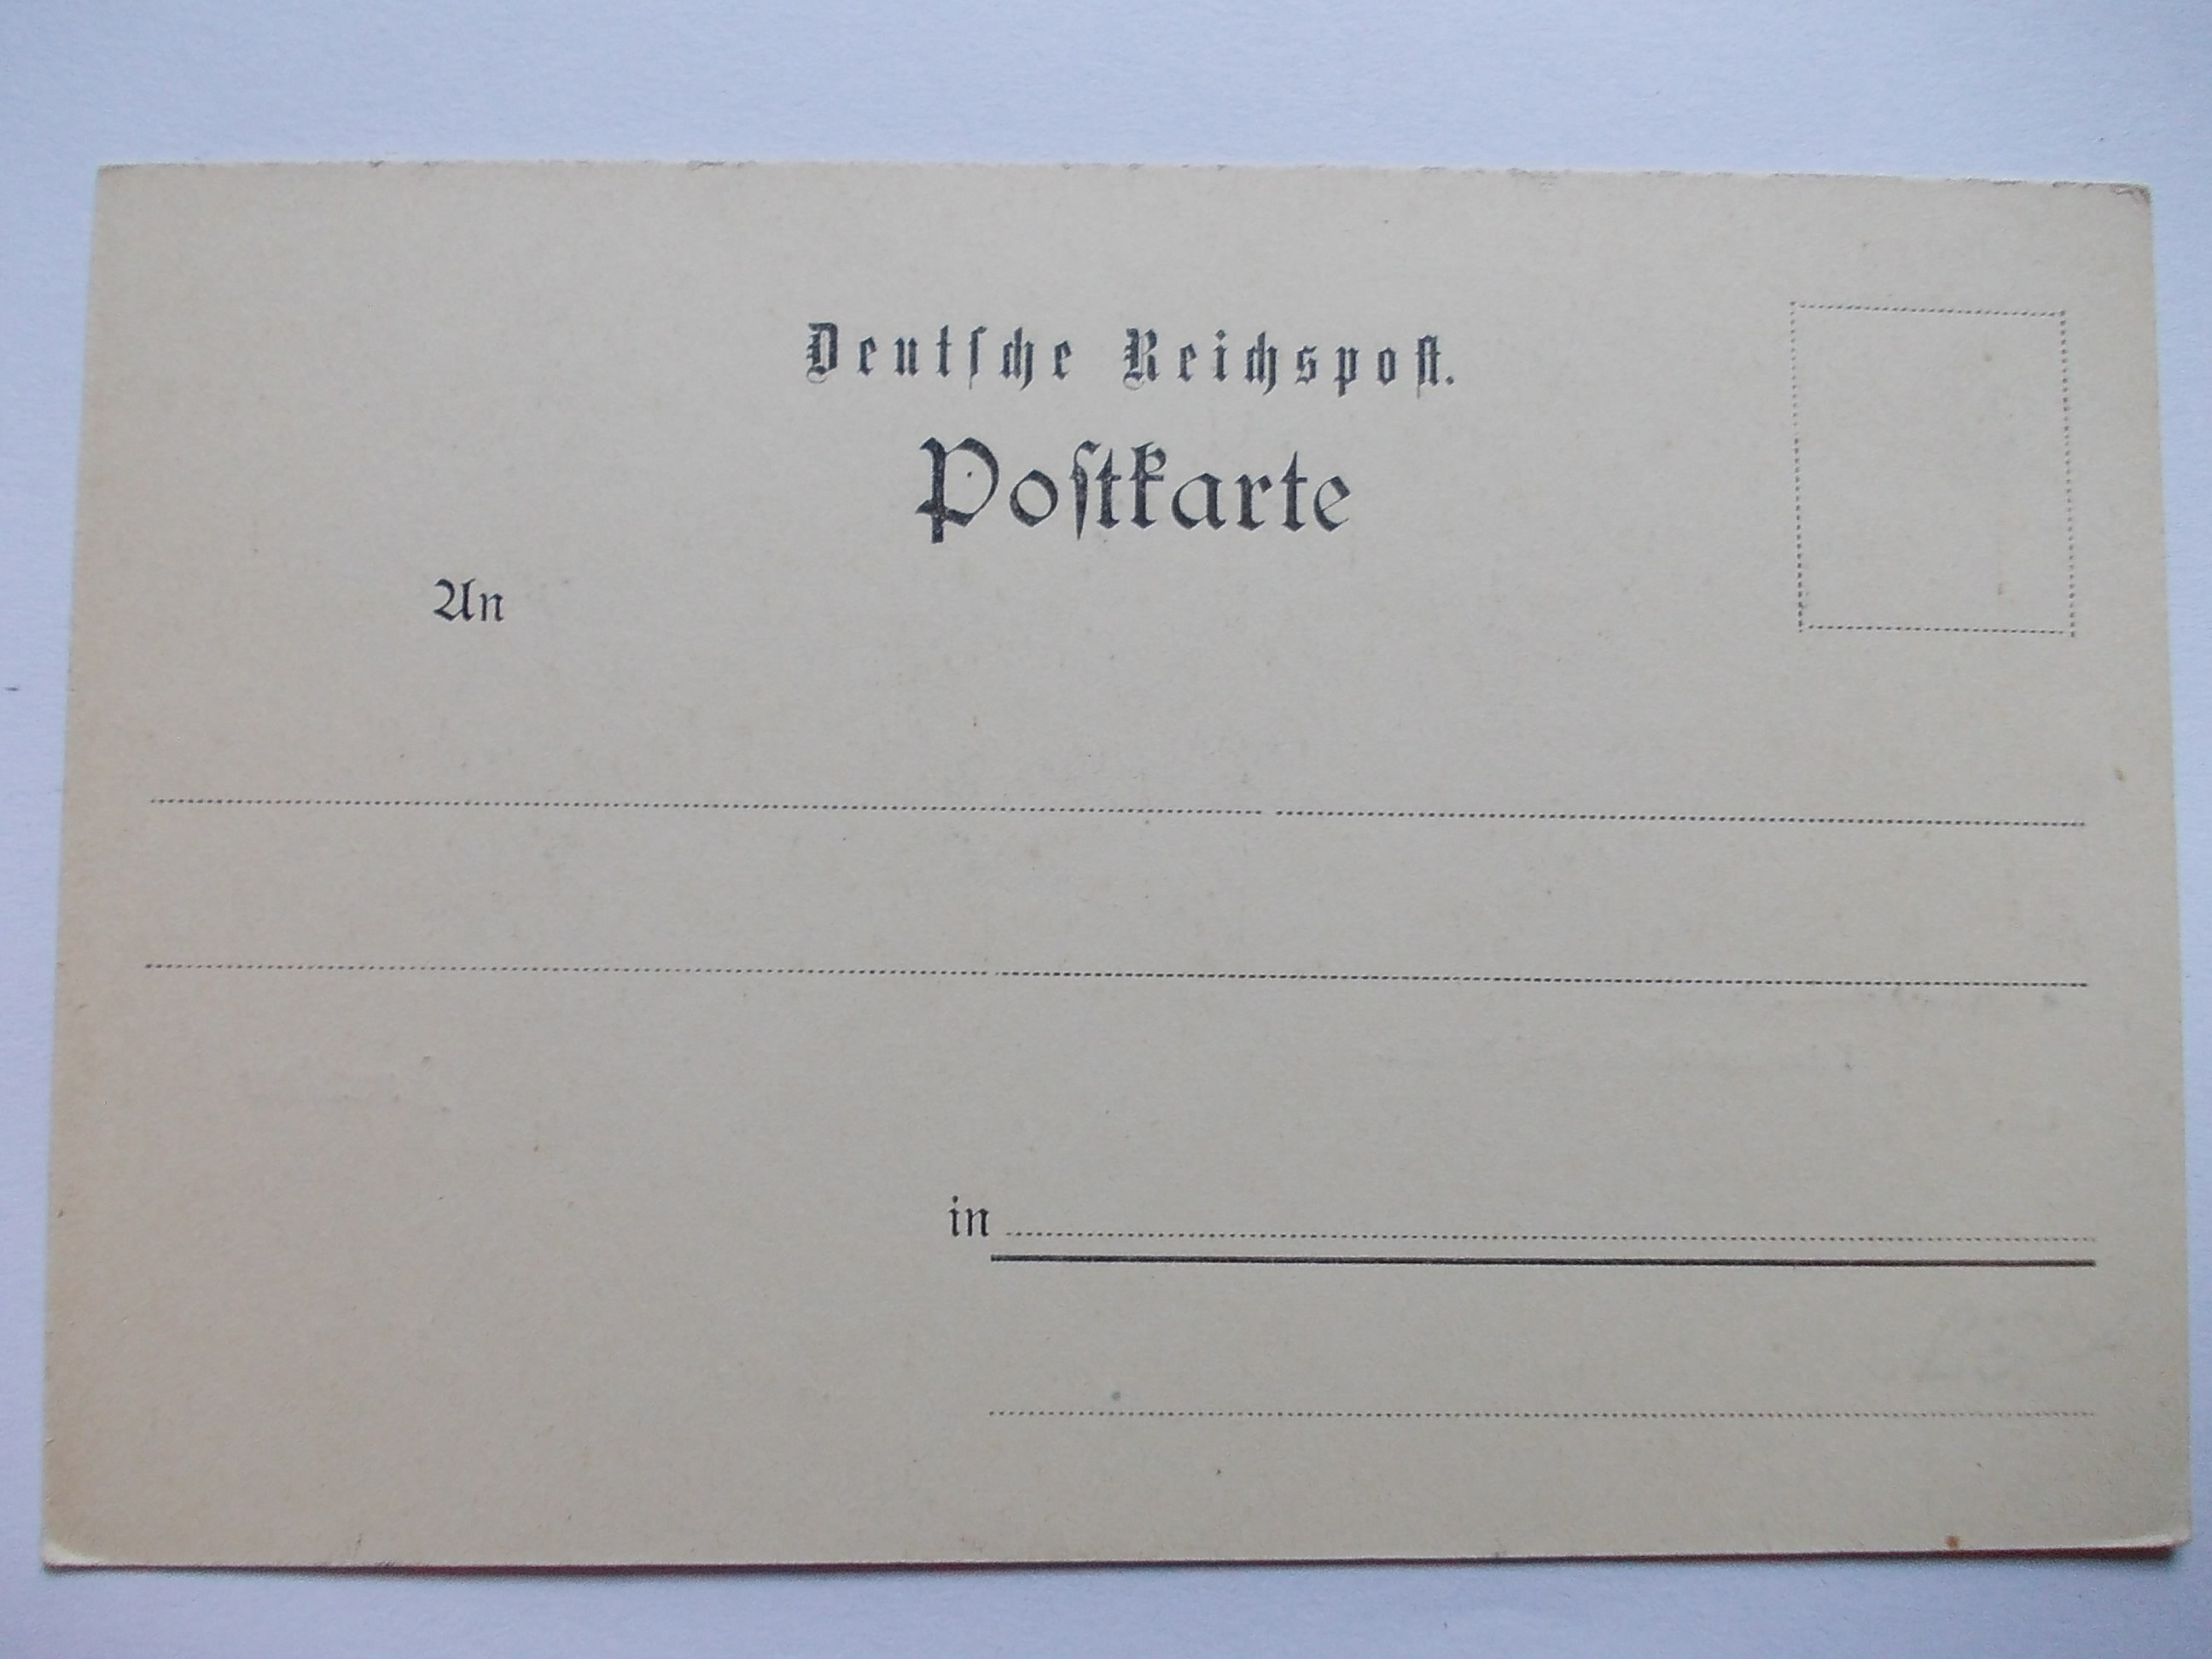 Deutſche Reichspoſt.
Poſtkarte
An
in